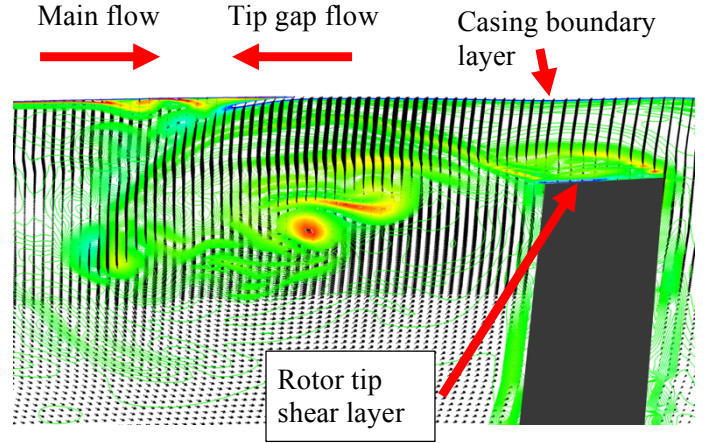 Main flow
Tip gap flow
Casing boundary
layer
Rotor tip
shear layer